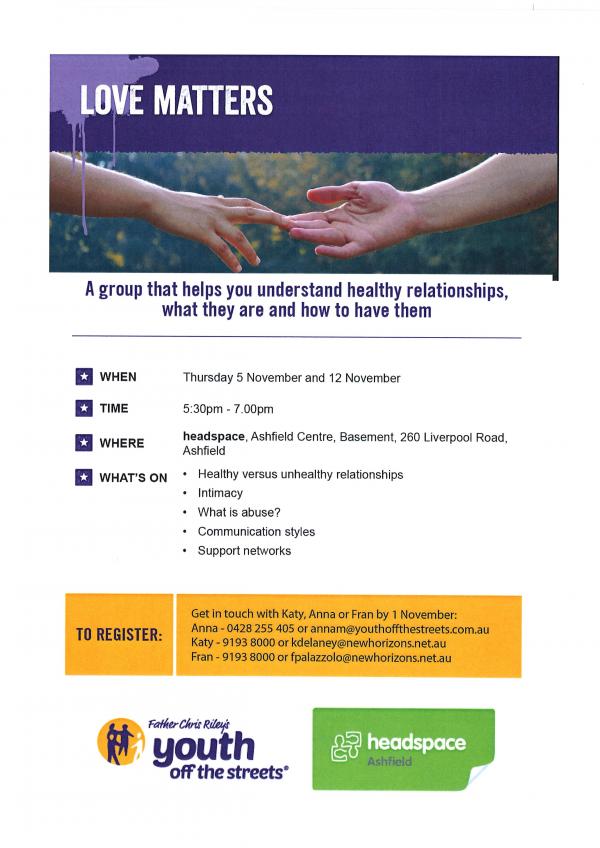 LOVE MATTERS
A group that helps you understand healthy relationships,
what they are and how to have them
WHEN Thursday 5 November and 12 November
TIME 5:30pm - 7.00pm
WHERE headspace, Ashfield Centre, Basement, 260 Liverpool Road,
Ashfield
WHAT'S ON • Healthy versus unhealthy relationships
• Intimacy
• What is abuse?
• Communication styles
• Support networks
TO REGISTER:
Get in touch with Katy, Anna or Fran by 1 November:
Anna - 0428 255 405 or annam@youthoffthestreets.com.au
Katy - 9193 8000 or kdelaney@newhorizons.net.au
Fran - 9193 8000 or fpalazzolo@newhorizons.net.au
Father Chris Riley's
youth
off the streets®
headspace
Ashfield